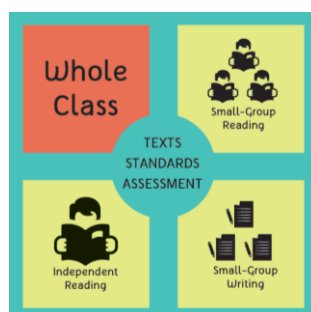 Whole
Class
Small-Group
Reading
TEXTS
STANDARDS
ASSESSMENT
Independent
Reading
Small-Group
Writing